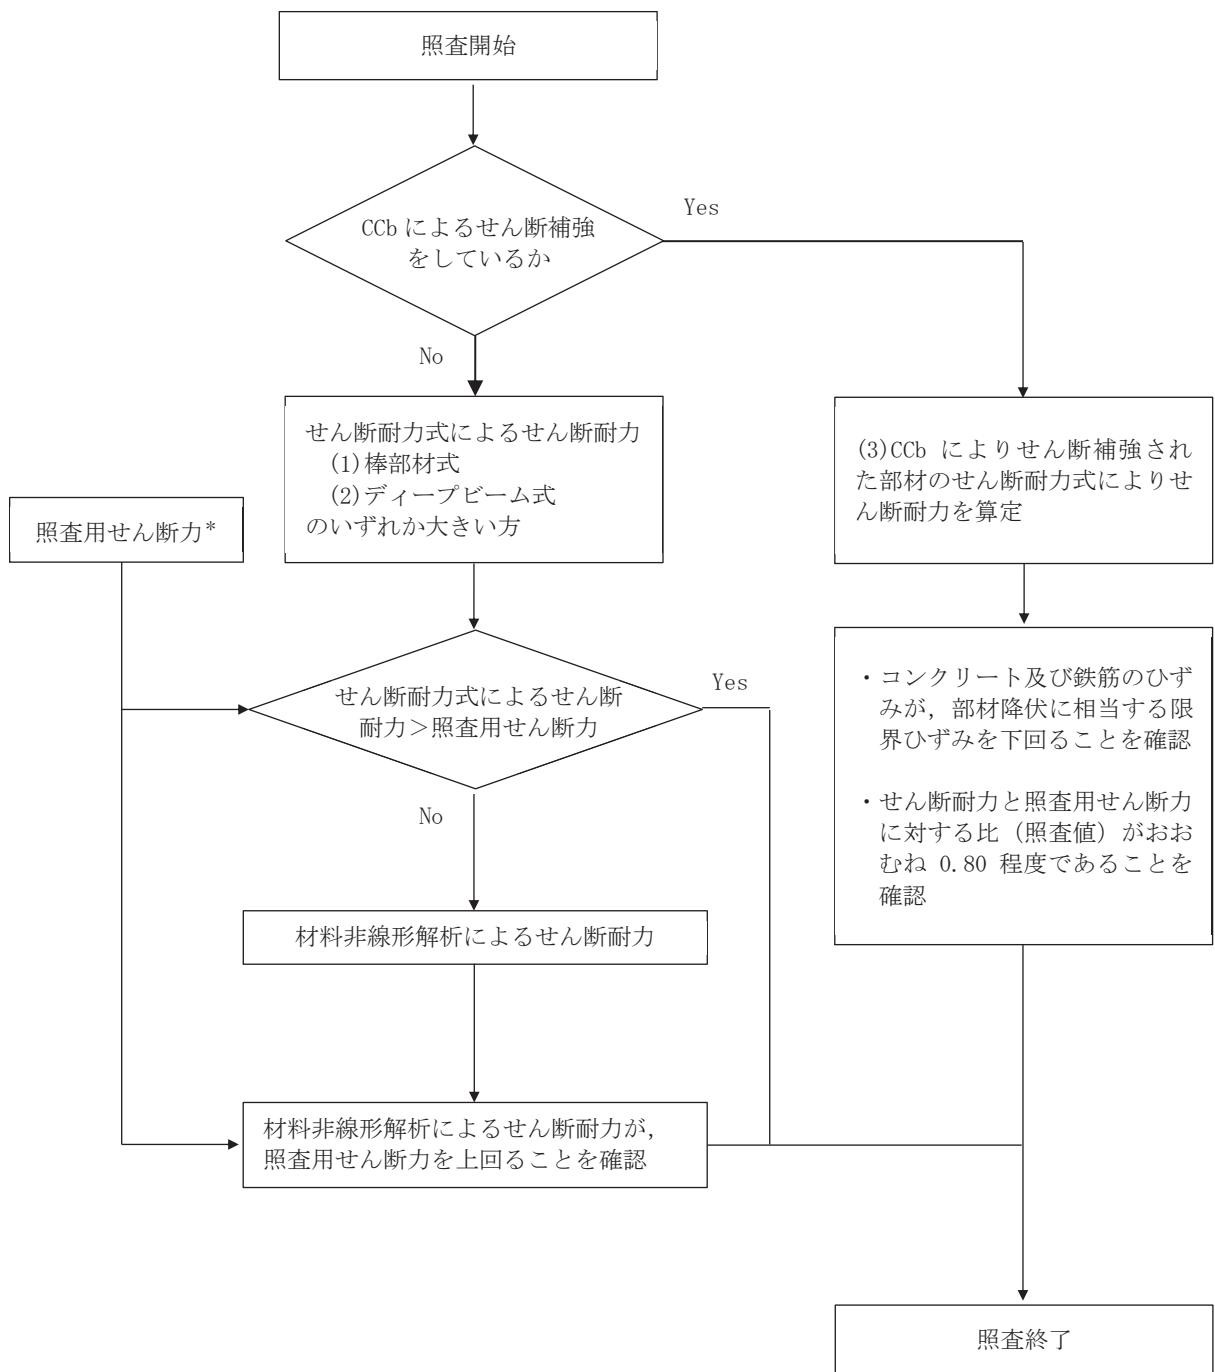 照査開始
CCb によるせん断補強
をしているか
Yes
No
せん断耐力式によるせん断耐力
(1)棒部材式
(2)ディープビーム式
のいずれか大きい方
(3)CCb によりせん断補強され
た部材のせん断耐力式によりせ
ん断耐力を算定
照査用せん断力*
せん断耐力式によるせん断
耐力＞照査用せん断力
Yes
No
・コンクリート及び鉄筋のひず
みが，部材降伏に相当する限
界ひずみを下回ることを確認
・せん断耐力と照査用せん断力
に対する比（照査値）がおお
むね 0.80 程度であることを
確認
材料非線形解析によるせん断耐力
材料非線形解析によるせん断耐力が，
照査用せん断力を上回ることを確認
照査終了